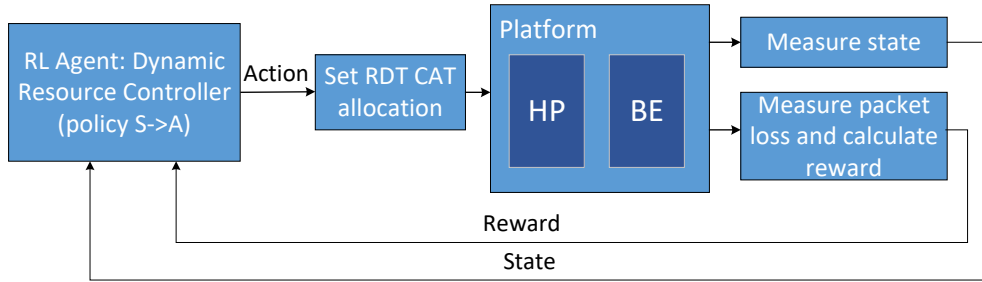 RL Agent: Dynamic
Resource Controller
(policy S->A)
Action
Set RDT CAT
allocation
Platform
HP
BE
Measure state
Measure packet
loss and calculate
reward
Reward
State